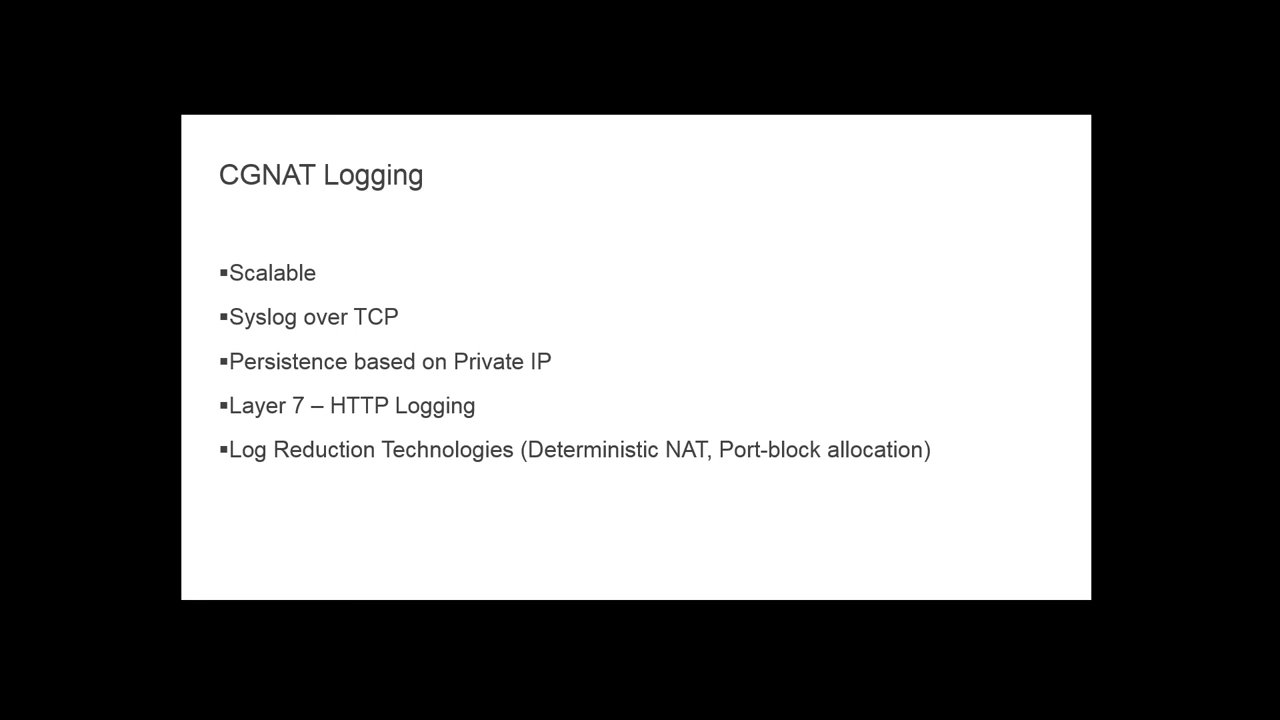 CGNAT Logging
▪Scalable
▪Syslog over TCP
▪Persistence based on Private IP
▪Layer 7 – HTTP Logging
▪Log Reduction Technologies (Deterministic NAT, Port-block allocation)